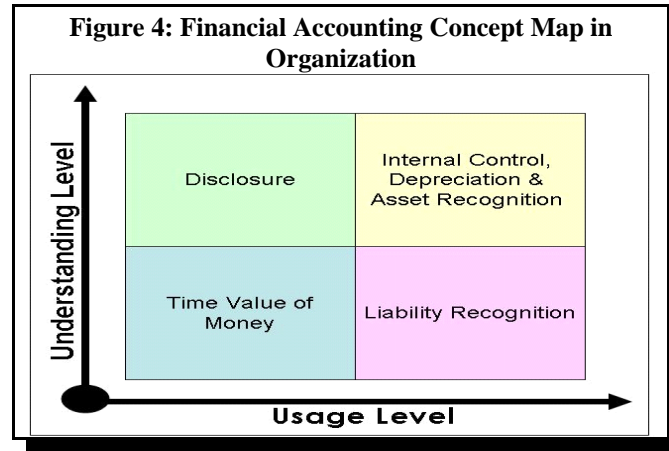 Figure 4: Financial Accounting Concept Map in
Organization
Understanding Level
Disclosure
Internal Control,
Depreciation &
Asset Recognition
Time Value of
Money
Liability Recognition
Usage Level